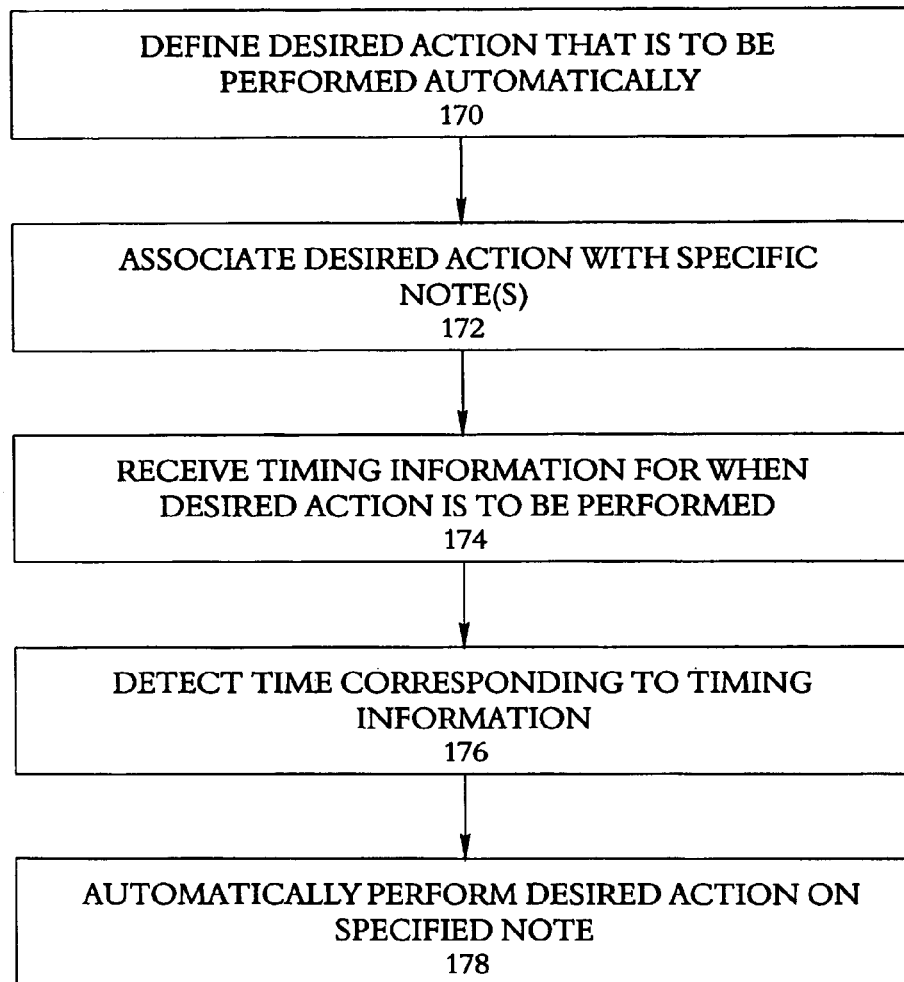 DEFINE DESIRED ACTION THAT IS TO BE
PERFORMED AUTOMATICALLY
170
ASSOCIATE DESIRED ACTION WITH SPECIFIC
NOTE(S)
172
RECEIVE TIMING INFORMATION FOR WHEN
DESIRED ACTION IS TO BE PERFORMED
174
DETECT TIME CORRESPONDING TO TIMING
INFORMATION
176
AUTOMATICALLY PERFORM DESIRED ACTION ON
SPECIFIED NOTE
178